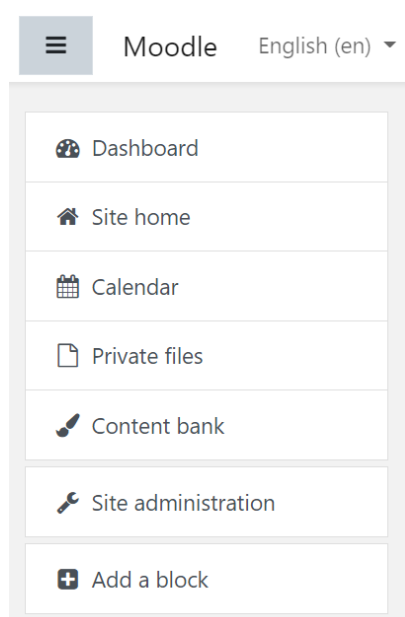 Moodle English (en)
Dashboard
Site home
Calendar
Private files
Content bank
Site administration
Add a block